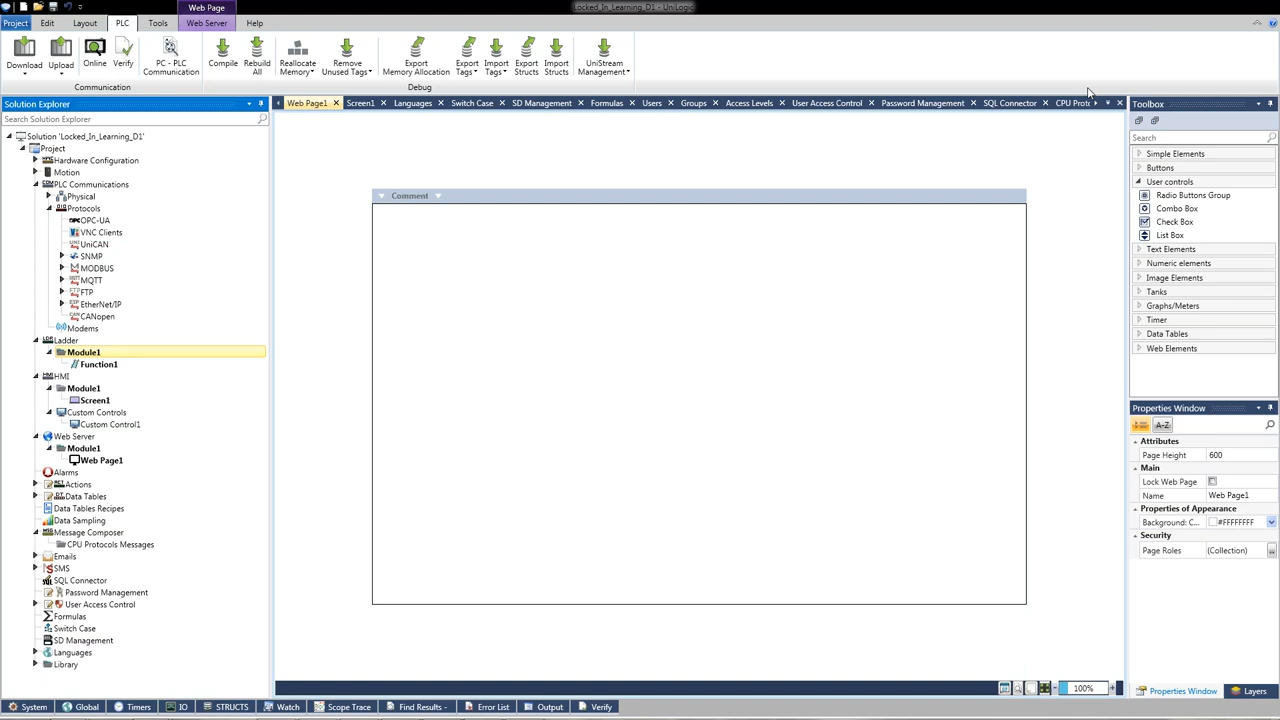 Web Page
Locked_In_Learning_D1 - UniLogic
Project Edit Layout PLC Tools Web Server Help
Download Upload Online Verify PC - PLC Communication Compile Rebuild All Reallocate Memory Remove Unused Tags Export Memory Allocation Export Tags Import Tags Export Structs Import Structs UniStream Management
Communication Debug
Solution Explorer
Search Solution Explorer
Solution 'Locked_In_Learning_D1'
Project
Hardware Configuration
Motion
PLC Communications
Physical
Protocols
OPC-UA
VNC Clients
UniCAN
SNMP
MODBUS
MQTT
FTP
EtherNet/IP
CANopen
Modems
Ladder
Module1
Function1
HMI
Module1
Screen1
Custom Controls
Custom Control1
Web Server
Module1
Web Page1
Alarms
Actions
Data Tables
Data Tables Recipes
Data Sampling
Message Composer
CPU Protocols Messages
Emails
SMS
SQL Connector
Password Management
User Access Control
Formulas
Switch Case
SD Management
Languages
Library
Web Page1 Screen1 Languages Switch Case SD Management Formulas Users Groups Access Levels User Access Control Password Management SQL Connector CPU Proto
Comment
100%
Toolbox
Search
Simple Elements
Buttons
User controls
Radio Buttons Group
Combo Box
Check Box
List Box
Text Elements
Numeric elements
Image Elements
Tanks
Graphs/Meters
Timer
Data Tables
Web Elements
Properties Window
A-Z
Attributes
Page Height 600
Main
Lock Web Page
Name Web Page1
Properties of Appearance
Background: C... #FFFFFFFF
Security
Page Roles (Collection) ...
Properties Window Layers
System Global Timers IO STRUCTS Watch Scope Trace Find Results - Error List Output Verify